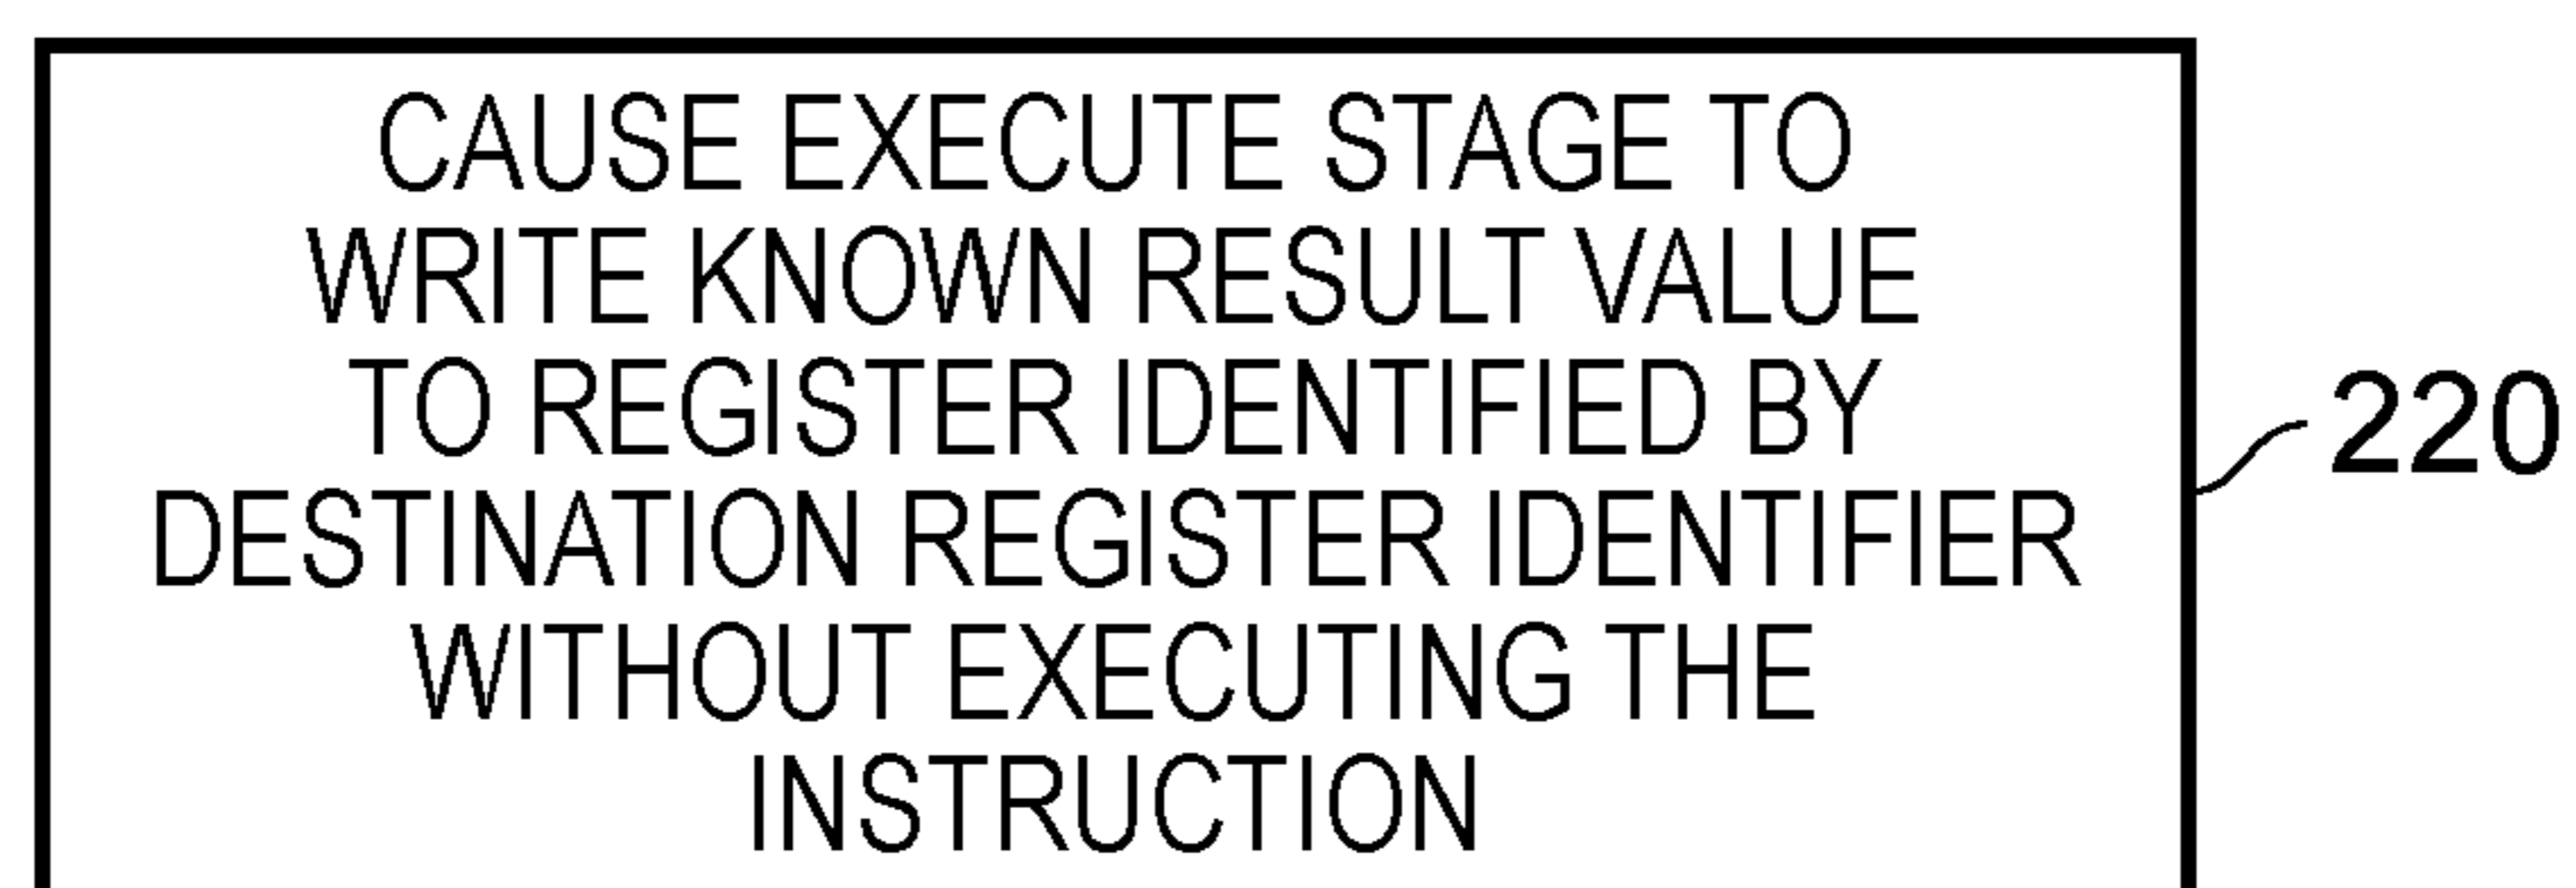 CAUSE EXECUTE STAGE TO
WRITE KNOWN RESULT VALUE
TO REGISTER IDENTIFIED BY
DESTINATION REGISTER IDENTIFIER
WITHOUT EXECUTING THE
INSTRUCTION
220